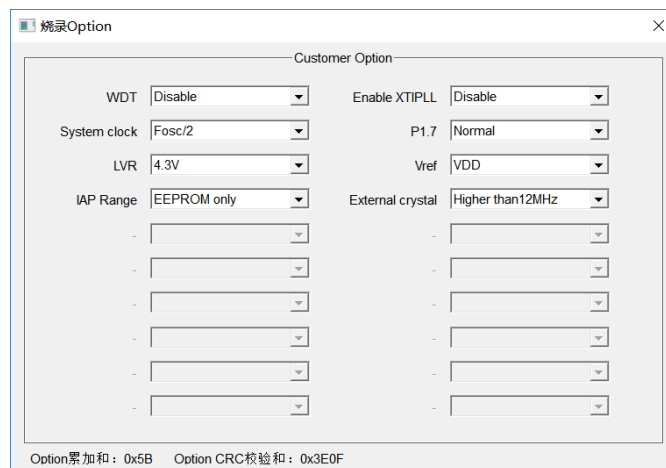 烧录Option
Customer Option
WDT Disable Enable XTIPLL Disable
System clock Fosc/2 P1.7 Normal
LVR 4.3V Vref VDD
IAP Range EEPROM only External crystal Higher than12MHz
- -
- -
- -
- -
- -
- -
Option累加和：0x5B Option CRC校验和：0x3E0F